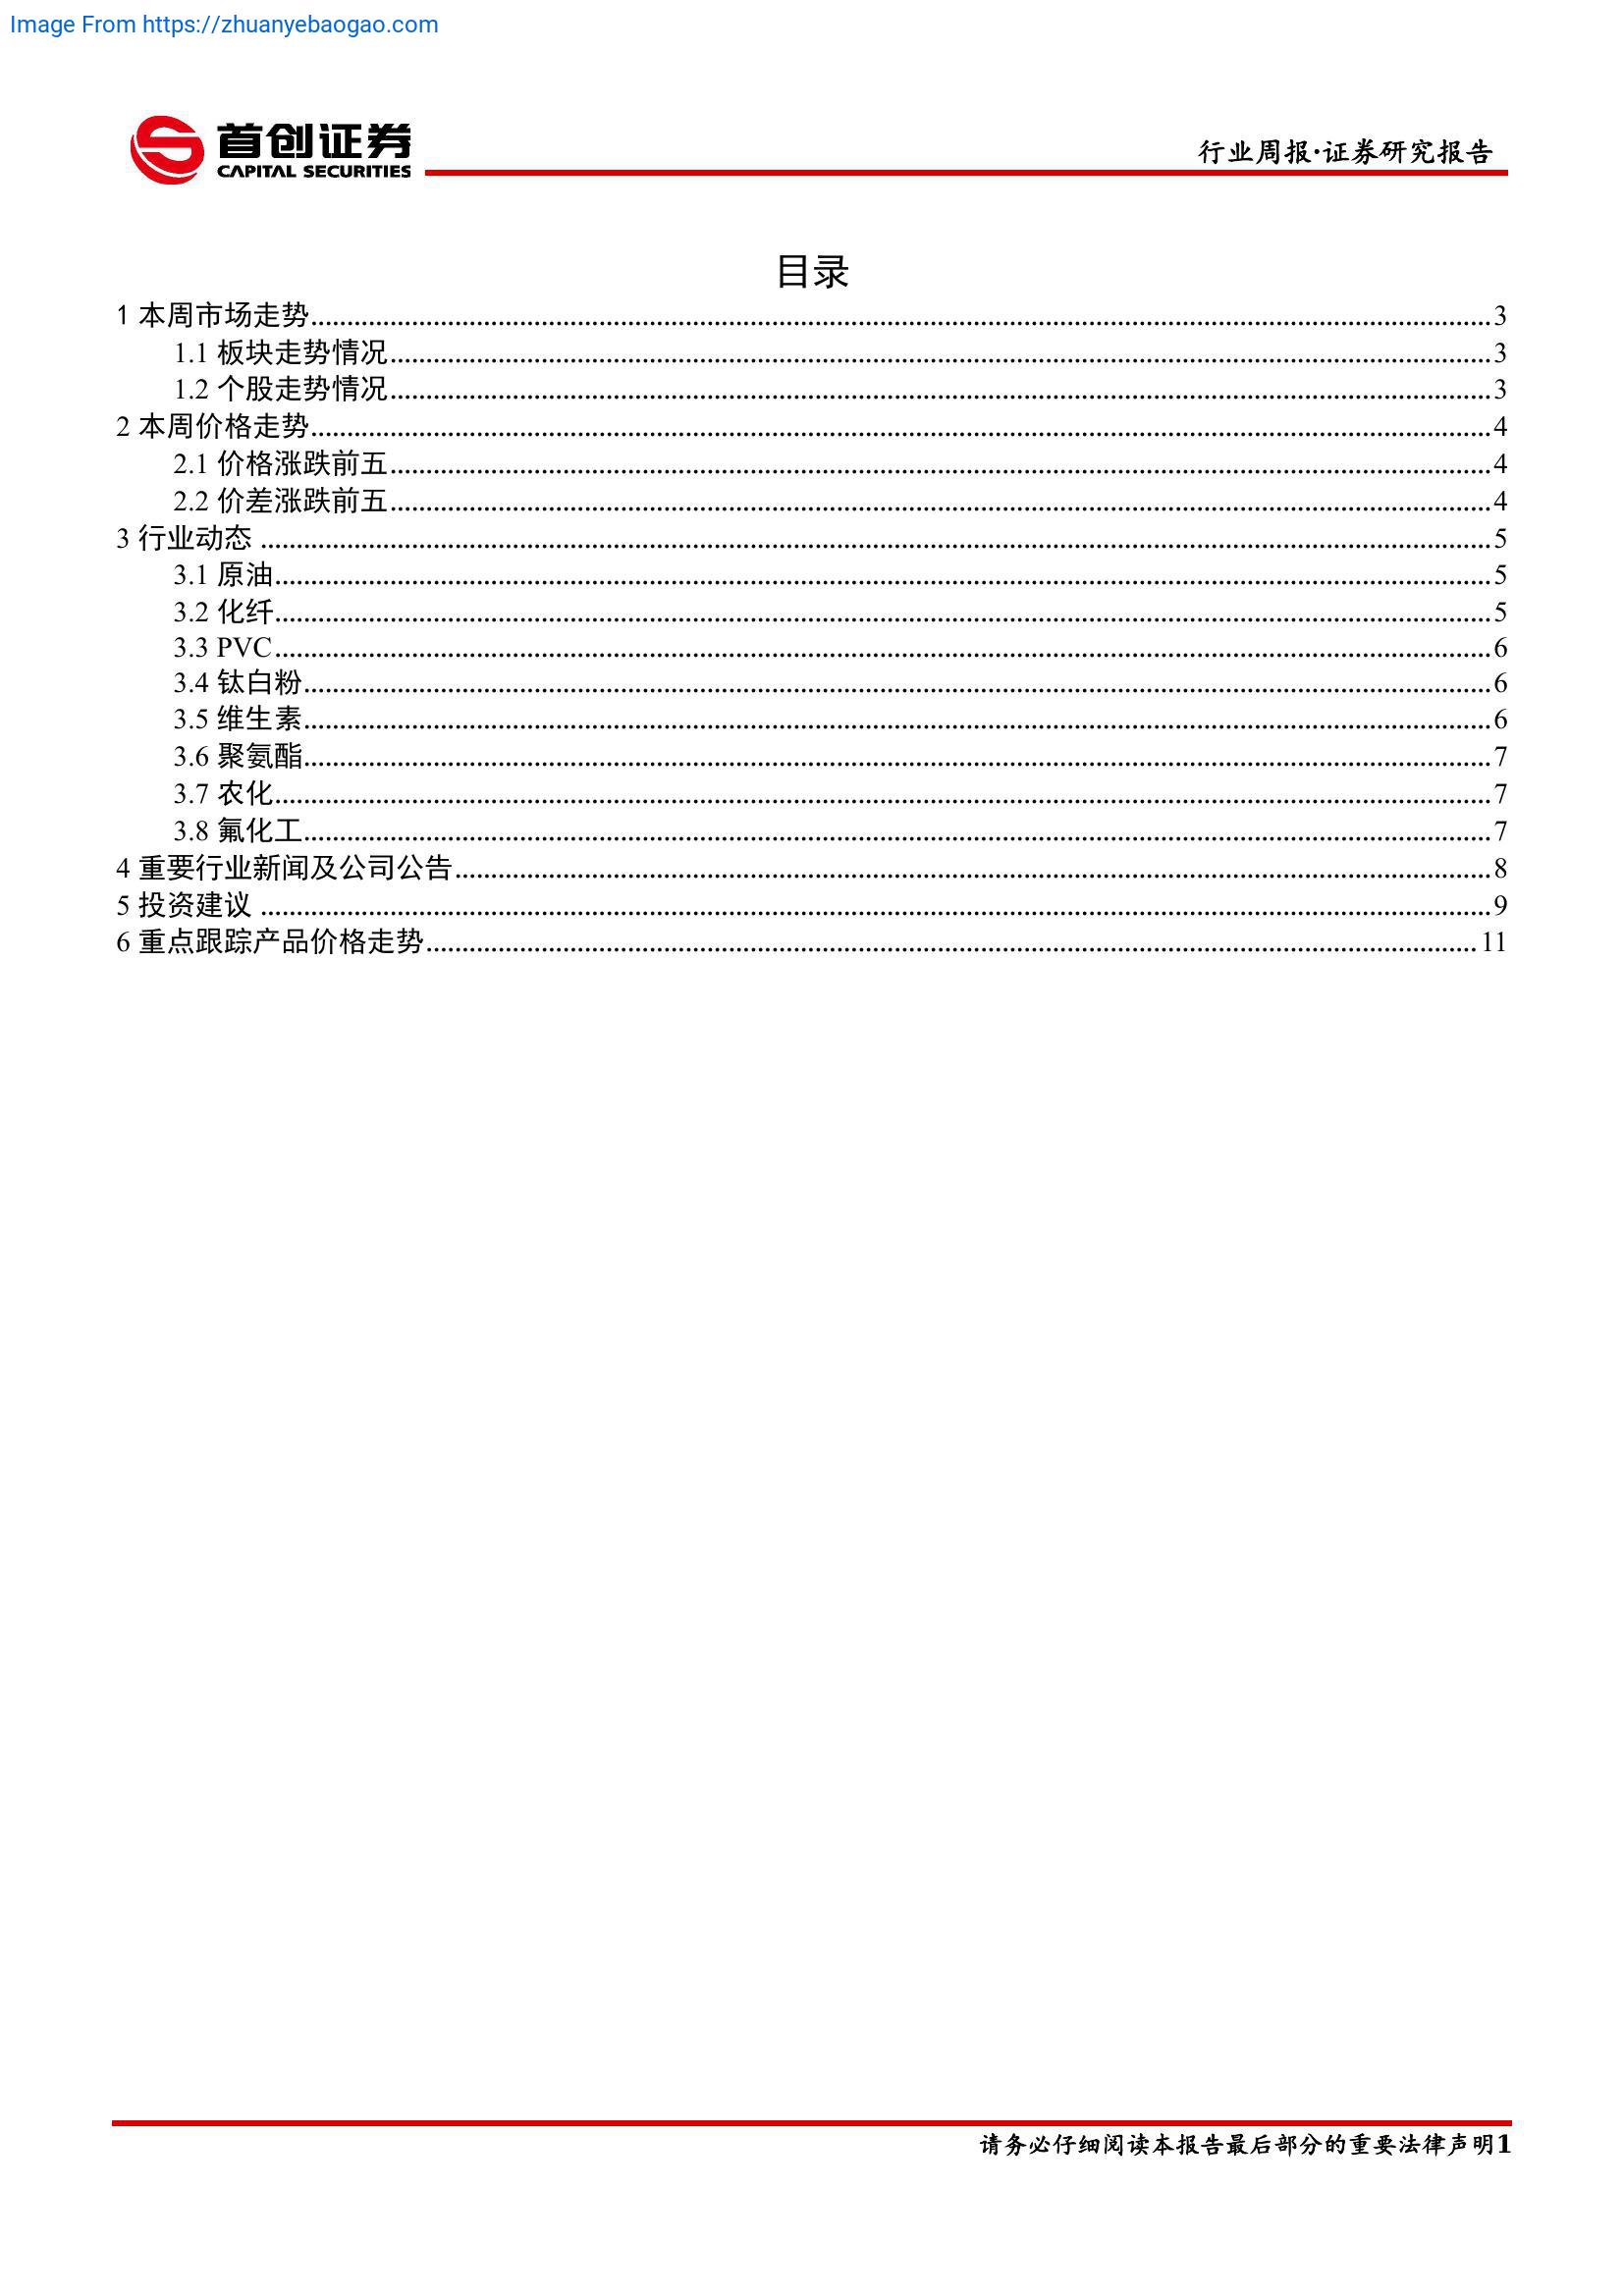 Image From https://zhuanyebaogao.com
首创证券
CAPITAL SECURITIES
行业周报·证券研究报告
目录
1 本周市场走势 3
1.1 板块走势情况 3
1.2 个股走势情况 3
2 本周价格走势 4
2.1 价格涨跌前五 4
2.2 价差涨跌前五 4
3 行业动态 5
3.1 原油 5
3.2 化纤 5
3.3 PVC 6
3.4 钛白粉 6
3.5 维生素 6
3.6 聚氨酯 7
3.7 农化 7
3.8 氟化工 7
4 重要行业新闻及公司公告 8
5 投资建议 9
6 重点跟踪产品价格走势 11
请务必仔细阅读本报告最后部分的重要法律声明1